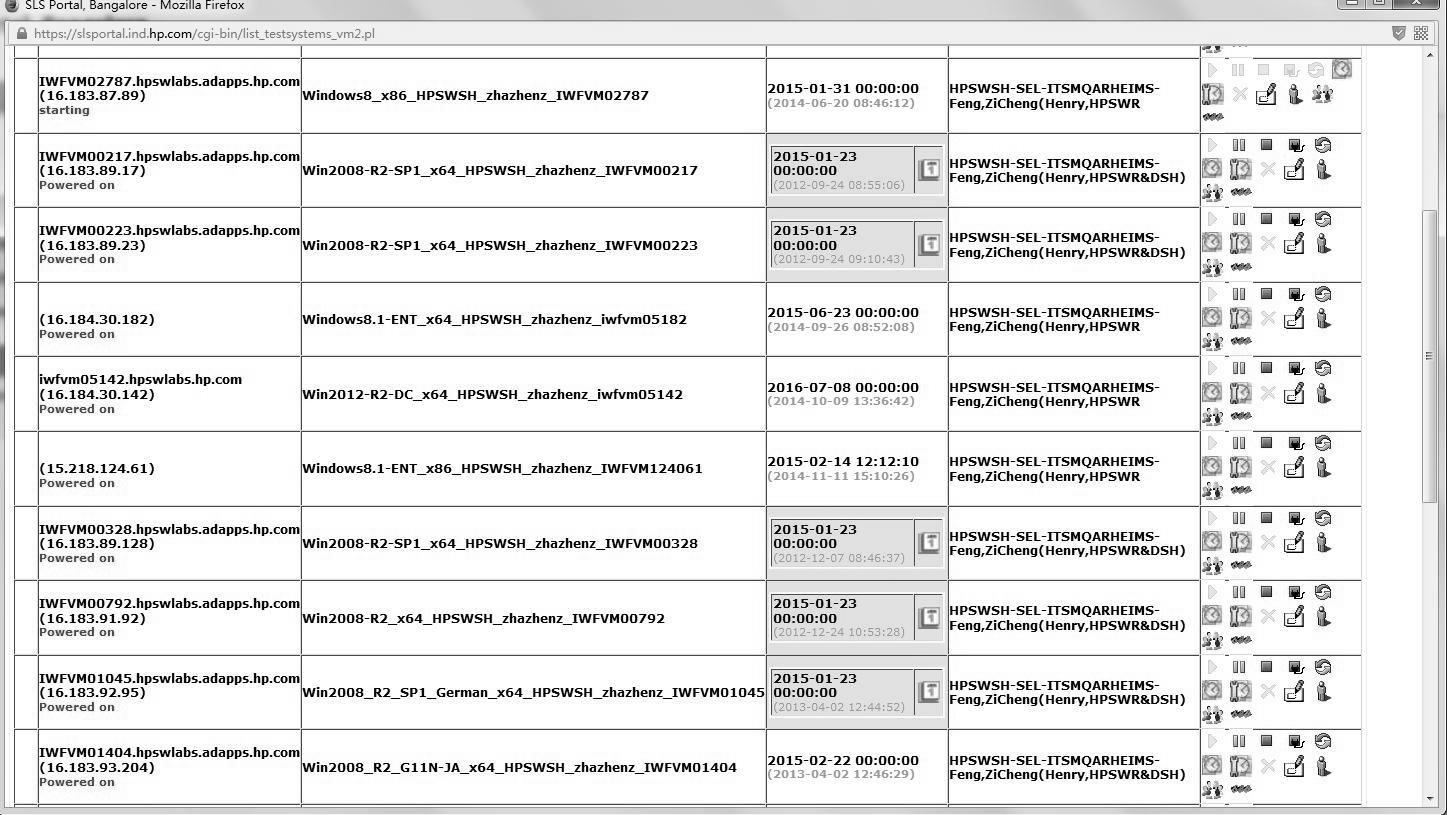 SLS Portal, Bangalore - Mozilla Firefox
https://slsportal.ind.hp.com/cgi-bin/list_testsystems_vm2.pl
IWFVM02787.hpswlabs.adapps.hp.com
(16.183.87.89)
starting
Windows8_x86_HPSWSH_zhazhenz_IWFVM02787
2015-01-31 00:00:00
(2014-06-20 08:46:12)
HPSWSH-SEL-ITSMQARHEIMS-
Feng,ZiCheng(Henry,HPSWR
IWFVM00217.hpswlabs.adapps.hp.com
(16.183.89.17)
Powered on
Win2008-R2-SP1_x64_HPSWSH_zhazhenz_IWFVM00217
2015-01-23
00:00:00
(2012-09-24 08:55:06)
1
HPSWSH-SEL-ITSMQARHEIMS-
Feng,ZiCheng(Henry,HPSWR&DSH)
IWFVM00223.hpswlabs.adapps.hp.com
(16.183.89.23)
Powered on
Win2008-R2-SP1_x64_HPSWSH_zhazhenz_IWFVM00223
2015-01-23
00:00:00
(2012-09-24 09:10:43)
1
HPSWSH-SEL-ITSMQARHEIMS-
Feng,ZiCheng(Henry,HPSWR&DSH)
(16.184.30.182)
Powered on
Windows8.1-ENT_x64_HPSWSH_zhazhenz_iwfvm05182
2015-06-23 00:00:00
(2014-09-26 08:52:08)
HPSWSH-SEL-ITSMQARHEIMS-
Feng,ZiCheng(Henry,HPSWR
iwfvm05142.hpswlabs.hp.com
(16.184.30.142)
Powered on
Win2012-R2-DC_x64_HPSWSH_zhazhenz_iwfvm05142
2016-07-08 00:00:00
(2014-10-09 13:36:42)
HPSWSH-SEL-ITSMQARHEIMS-
Feng,ZiCheng(Henry,HPSWR
(15.218.124.61)
Powered on
Windows8.1-ENT_x86_HPSWSH_zhazhenz_IWFVM124061
2015-02-14 12:12:10
(2014-11-11 15:10:26)
HPSWSH-SEL-ITSMQARHEIMS-
Feng,ZiCheng(Henry,HPSWR
IWFVM00328.hpswlabs.adapps.hp.com
(16.183.89.128)
Powered on
Win2008-R2-SP1_x64_HPSWSH_zhazhenz_IWFVM00328
2015-01-23
00:00:00
(2012-12-07 08:46:37)
1
HPSWSH-SEL-ITSMQARHEIMS-
Feng,ZiCheng(Henry,HPSWR&DSH)
IWFVM00792.hpswlabs.adapps.hp.com
(16.183.91.92)
Powered on
Win2008-R2_x64_HPSWSH_zhazhenz_IWFVM00792
2015-01-23
00:00:00
(2012-12-24 10:53:28)
1
HPSWSH-SEL-ITSMQARHEIMS-
Feng,ZiCheng(Henry,HPSWR&DSH)
IWFVM01045.hpswlabs.adapps.hp.com
(16.183.92.95)
Powered on
Win2008_R2_SP1_German_x64_HPSWSH_zhazhenz_IWFVM01045
2015-01-23
00:00:00
(2013-04-02 12:44:52)
1
HPSWSH-SEL-ITSMQARHEIMS-
Feng,ZiCheng(Henry,HPSWR&DSH)
IWFVM01404.hpswlabs.adapps.hp.com
(16.183.93.204)
Powered on
Win2008_R2_G11N-JA_x64_HPSWSH_zhazhenz_IWFVM01404
2015-02-22 00:00:00
(2013-04-02 12:46:29)
HPSWSH-SEL-ITSMQARHEIMS-
Feng,ZiCheng(Henry,HPSWR&DSH)